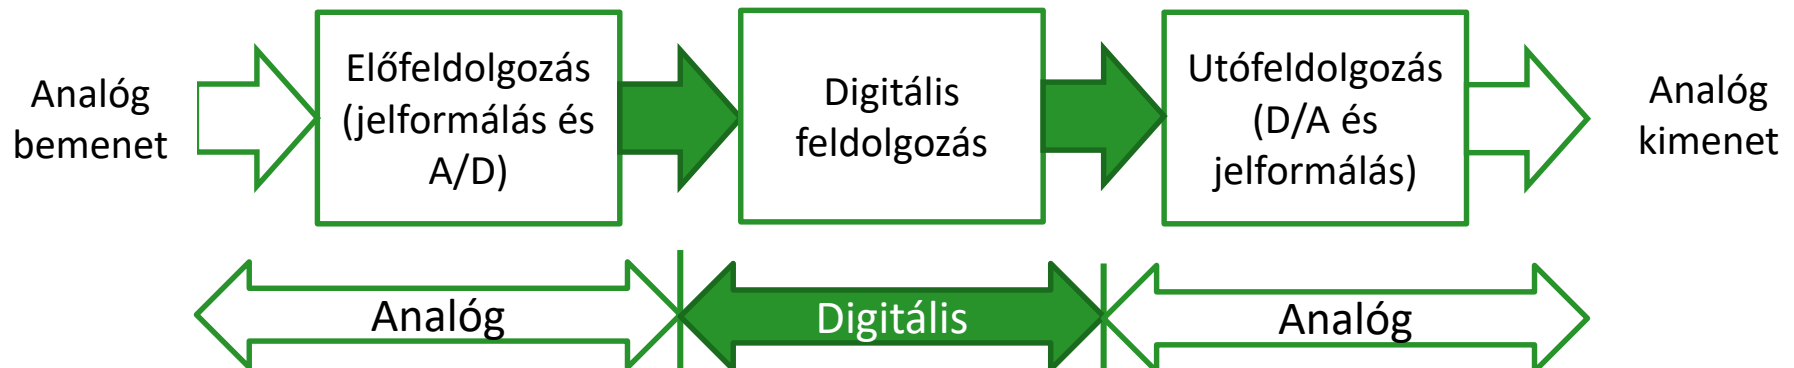 Analóg
bemenet
Előfeldolgozás
(jelformálás és
A/D)
Digitális
feldolgozás
Utófeldolgozás
(D/A és
jelformálás)
Analóg
kimenet
Analóg
Digitális
Analóg